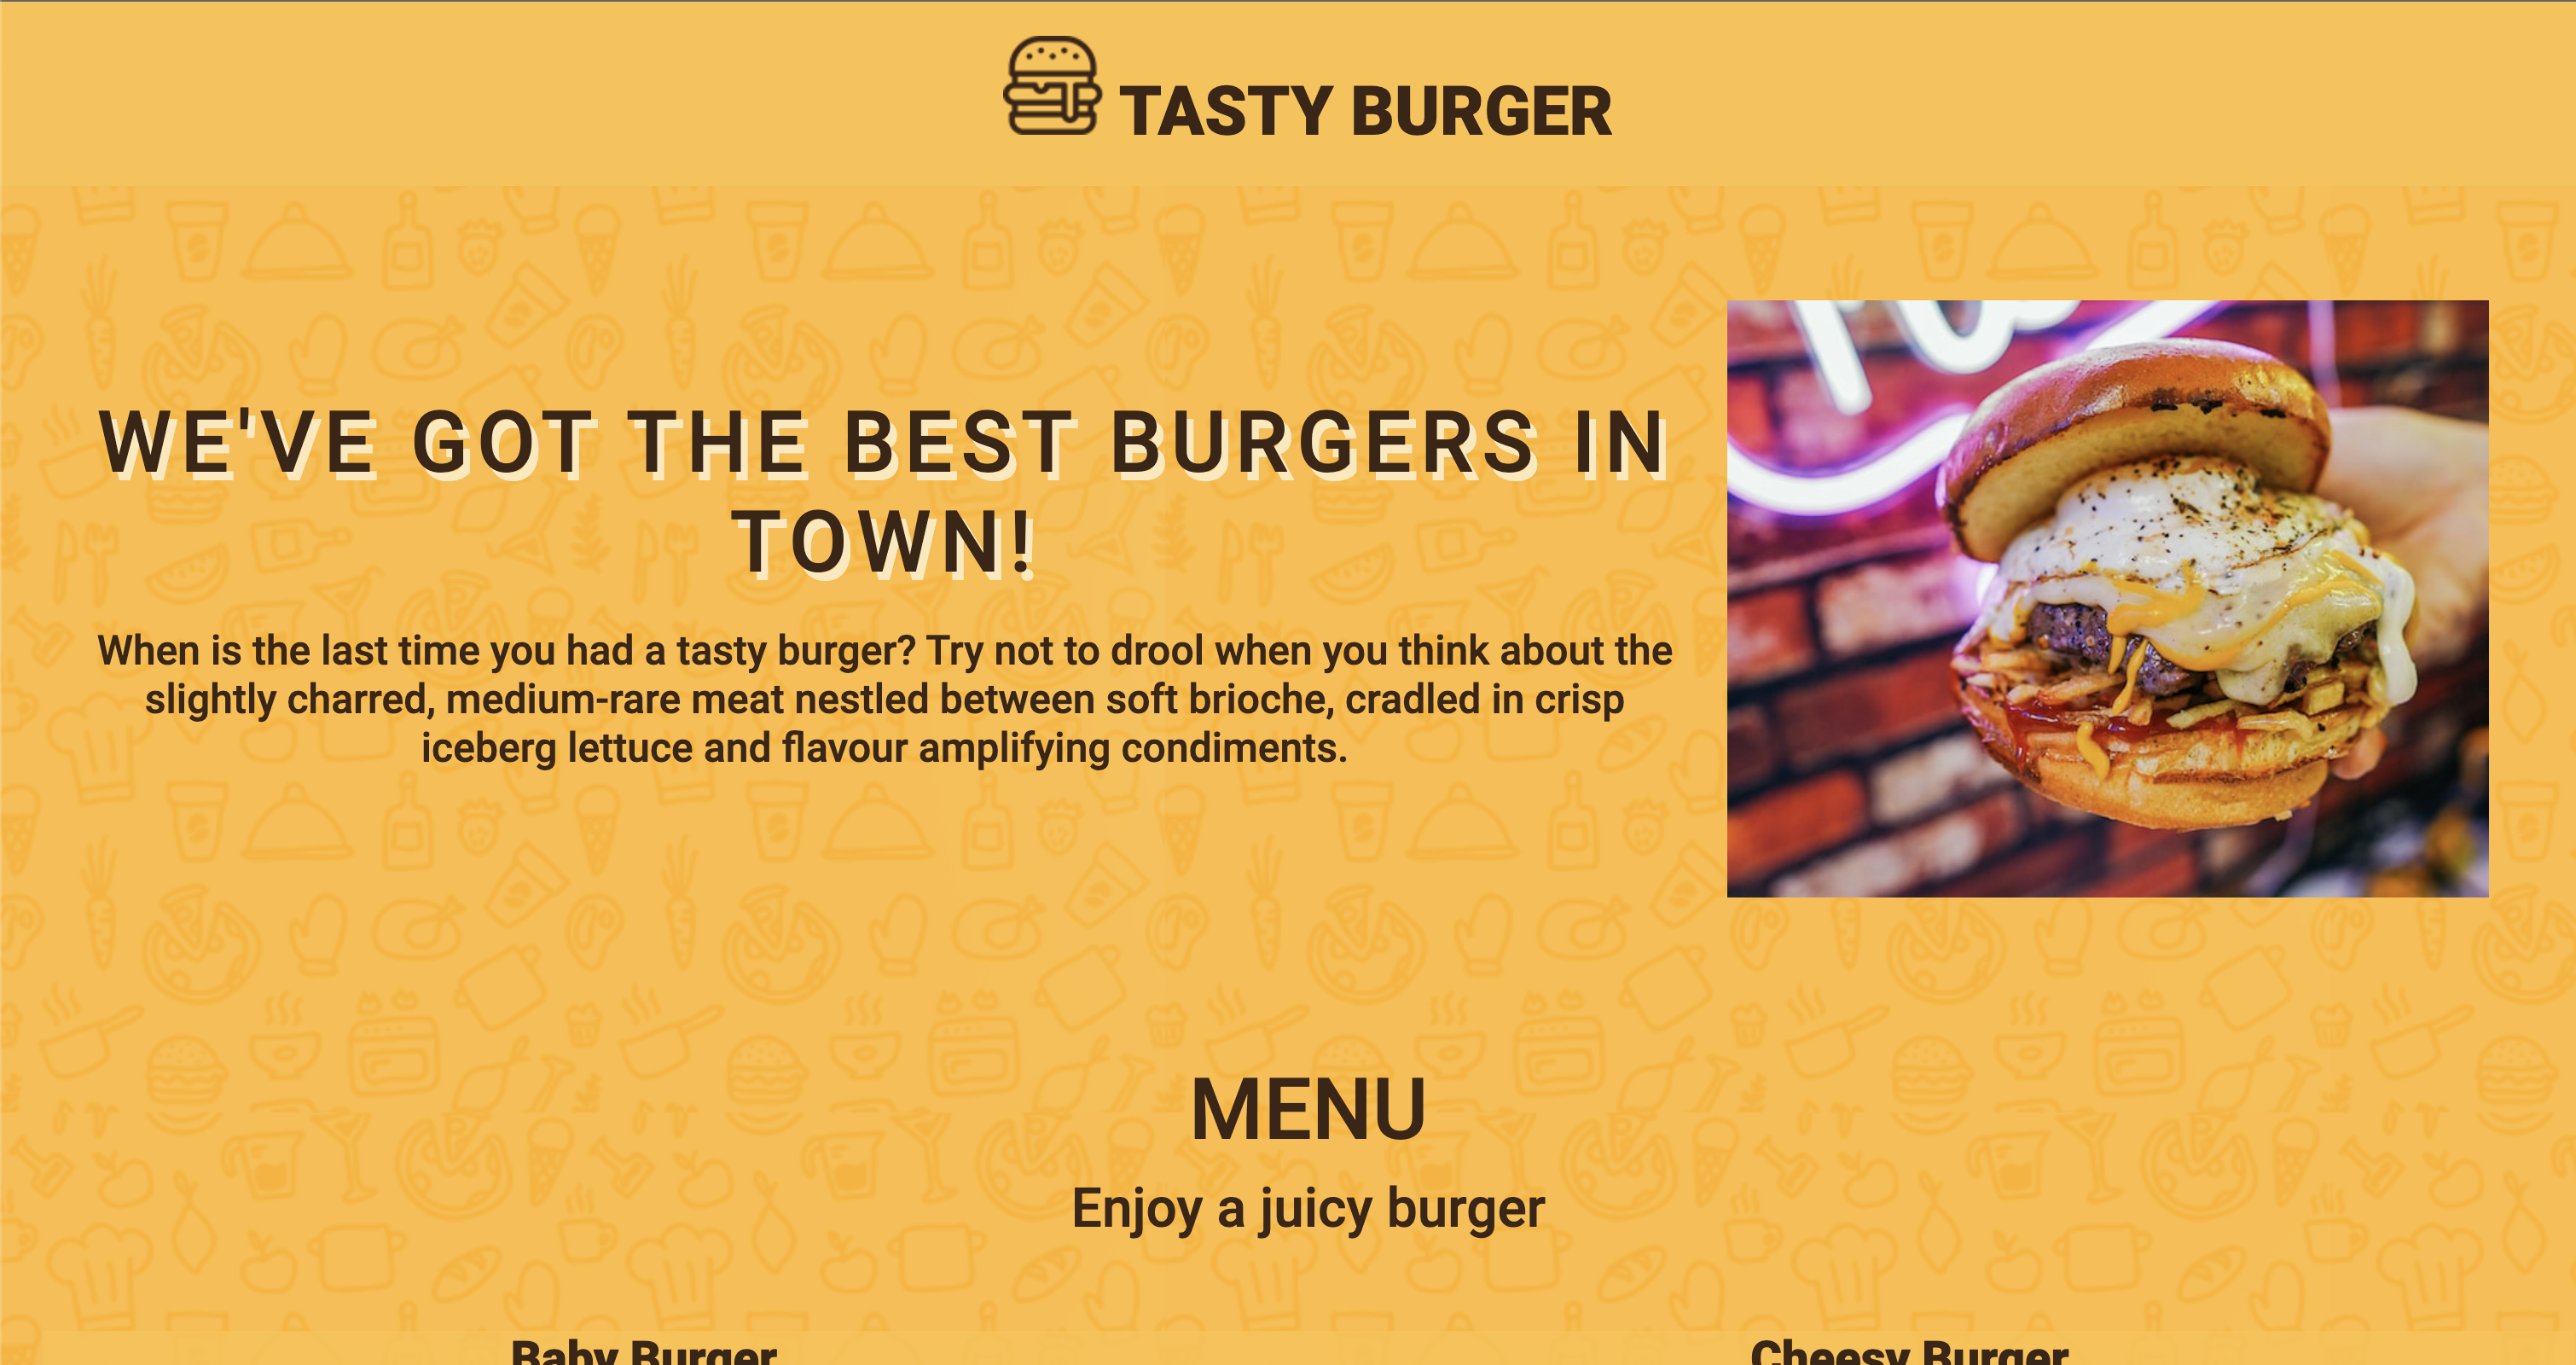 TASTY BURGER
WE'VE GOT THE BEST BURGERS IN
TOWN!
When is the last time you had a tasty burger? Try not to drool when you think about the
slightly charred, medium-rare meat nestled between soft brioche, cradled in crisp
iceberg lettuce and flavour amplifying condiments.
MENU
Enjoy a juicy burger
Baby Burger
Cheesy Burger